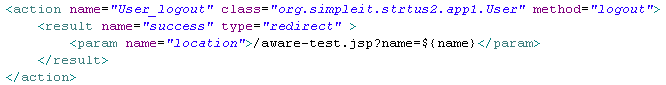 <action name="User_logout" class="org.simpleit.strtus2.app1.User" method="logout">
<result name="success" type="redirect" >
<param name="location">/aware-test.jsp?name=${name}</param>
</result>
</action>